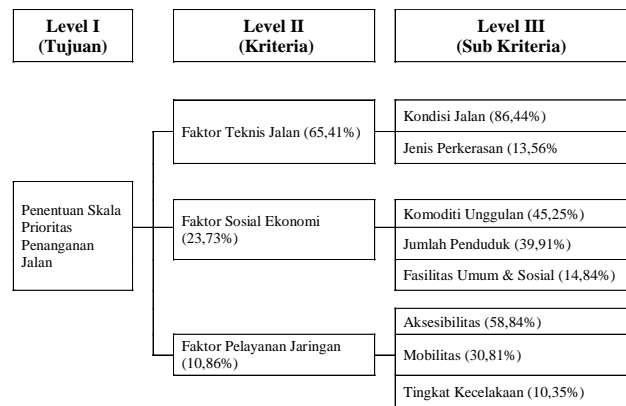 Level I
(Tujuan)
Level II
(Kriteria)
Level III
(Sub Kriteria)
Penentuan Skala
Prioritas
Penanganan
Jalan
Faktor Teknis Jalan (65,41%)
Kondisi Jalan (86,44%)
Jenis Perkerasan (13,56%
Faktor Sosial Ekonomi
(23,73%)
Komoditi Unggulan (45,25%)
Jumlah Penduduk (39,91%)
Fasilitas Umum & Sosial (14,84%)
Faktor Pelayanan Jaringan
(10,86%)
Aksesibilitas (58,84%)
Mobilitas (30,81%)
Tingkat Kecelakaan (10,35%)